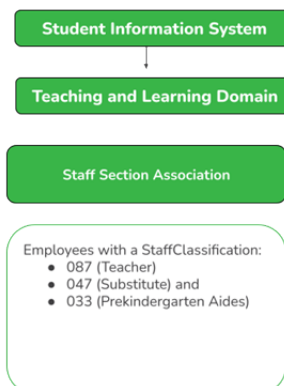 Student Information System
Teaching and Learning Domain
Staff Section Association
Employees with a StaffClassification:
● 087 (Teacher)
● 047 (Substitute) and
● 033 (Prekindergarten Aides)